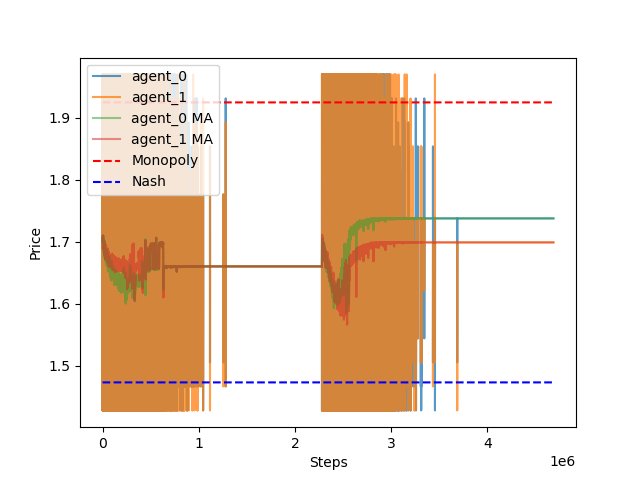 agent_0
agent_1
agent_0 MA
agent_1 MA
Monopoly
Nash
Price
1.9
1.8
1.7
1.6
1.5
0
1
2
3
4
Steps
1e6